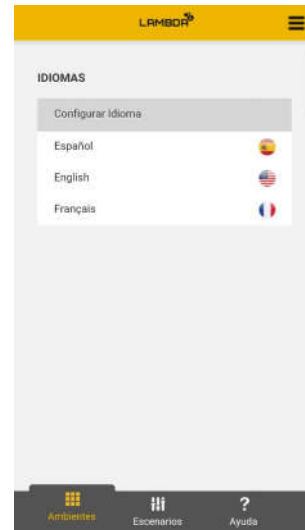 LAMBDA
IDIOMAS
Configurar Idioma
Español
English
Français
Ambientes
Escenarios
?
Ayuda